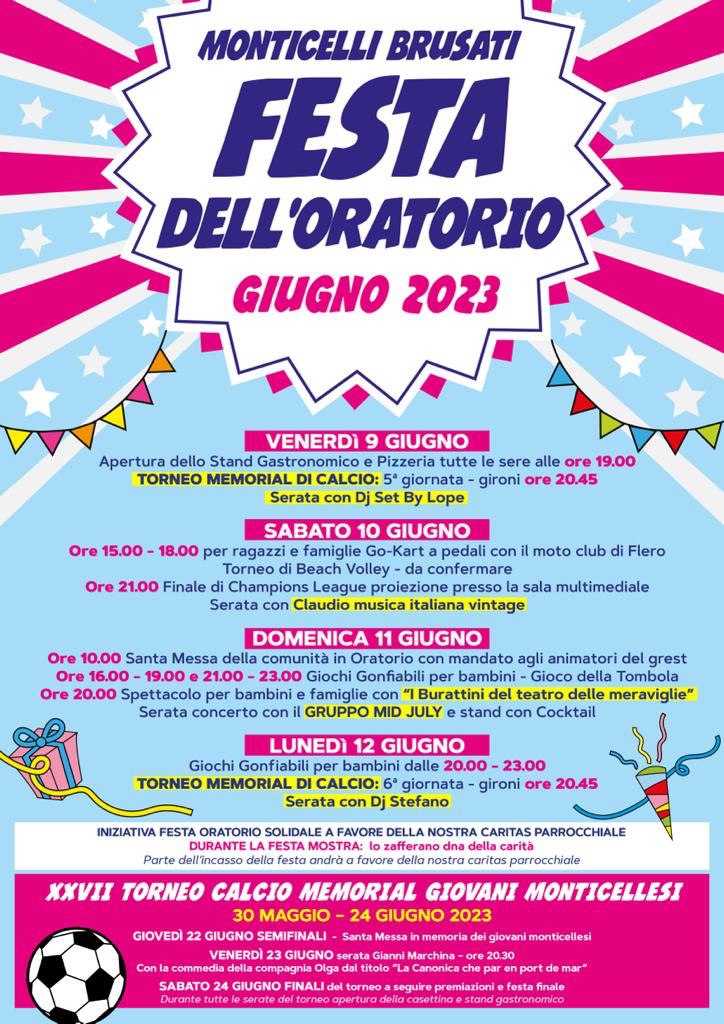 MONTICELLI BRUSATI
FESTA
DELL'ORATORIO
GIUGNO 2023
VENERDÌ 9 GIUGNO
Apertura dello Stand Gastronomico e Pizzeria tutte le sere alle ore 19.00
TORNEO MEMORIAL DI CALCIO: 5ª giornata - gironi ore 20.45
Serata con Dj Set By Lope
SABATO 10 GIUGNO
Ore 15.00 - 18.00 per ragazzi e famiglie Go-Kart a pedali con il moto club di Flero
Torneo di Beach Volley - da confermare
Ore 21.00 Finale di Champions League proiezione presso la sala multimediale
Serata con Claudio musica italiana vintage
DOMENICA 11 GIUGNO
Ore 10.00 Santa Messa della comunità in Oratorio con mandato agli animatori del grest
Ore 16.00 - 19.00 e 21.00 - 23.00 Giochi Gonfiabili per bambini - Gioco della Tombola
Ore 20.00 Spettacolo per bambini e famiglie con "I Burattini del teatro delle meraviglie"
Serata concerto con il GRUPPO MID JULY e stand con Cocktail
LUNEDÌ 12 GIUGNO
Giochi Gonfiabili per bambini dalle 20.00 - 23.00
TORNEO MEMORIAL DI CALCIO: 6ª giornata - gironi ore 20.45
Serata con Dj Stefano
INIZIATIVA FESTA ORATORIO SOLIDALE A FAVORE DELLA NOSTRA CARITAS PARROCCHIALE
DURANTE LA FESTA MOSTRA: lo zafferano dna della carità
Parte dell'incasso della festa andrà a favore della nostra caritas parrocchiale
XXVII TORNEO CALCIO MEMORIAL GIOVANI MONTICELLESI
30 MAGGIO – 24 GIUGNO 2023
GIOVEDÌ 22 GIUGNO SEMIFINALI - Santa Messa in memoria dei giovani monticellesi
VENERDÌ 23 GIUGNO serata Gianni Marchina – ore 20.30
Con la commedia della compagnia Olga dal titolo "La Canonica che par en port de mar"
SABATO 24 GIUGNO FINALI del torneo a seguire premiazioni e festa finale
Durante tutte le serate del torneo apertura della casettina e stand gastronomico